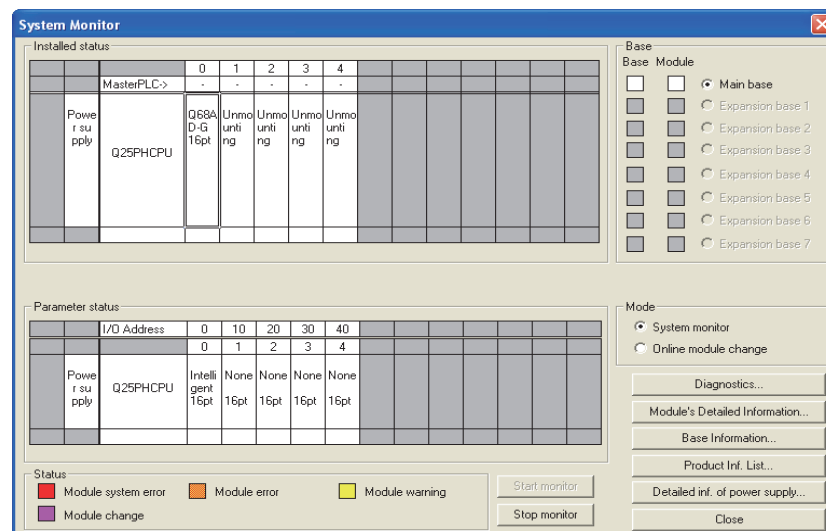 System Monitor
Installed status
0 1 2 3 4
MasterPLC-> - - - - -
Powe
r su
pply
Q25PHCPU
Q68A
D-G
16pt
Unmo
unti
ng
Unmo
unti
ng
Unmo
unti
ng
Unmo
unti
ng
Base
Base Module
Main base
Expansion base 1
Expansion base 2
Expansion base 3
Expansion base 4
Expansion base 5
Expansion base 6
Expansion base 7
Parameter status
I/O Address 0 10 20 30 40
0 1 2 3 4
Powe
r su
pply
Q25PHCPU
Intelli
gent
16pt
None
16pt
None
16pt
None
16pt
None
16pt
Mode
System monitor
Online module change
Diagnostics...
Module's Detailed Information...
Base Information...
Product Inf. List...
Detailed inf. of power supply...
Close
Status
Module system error
Module error
Module warning
Module change
Start monitor
Stop monitor